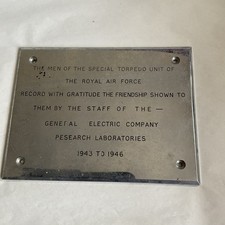 THE MEN OF THE SPECIAL TORPEDO UNIT OF
THE ROYAL AIR FORCE
RECORD WITH GRATITUDE THE FRIENDSHIP SHOWN TO
THEM BY THE STAFF OF THE —
GENERAL ELECTRIC COMPANY
RESEARCH LABORATORIES
1943 TO 1946